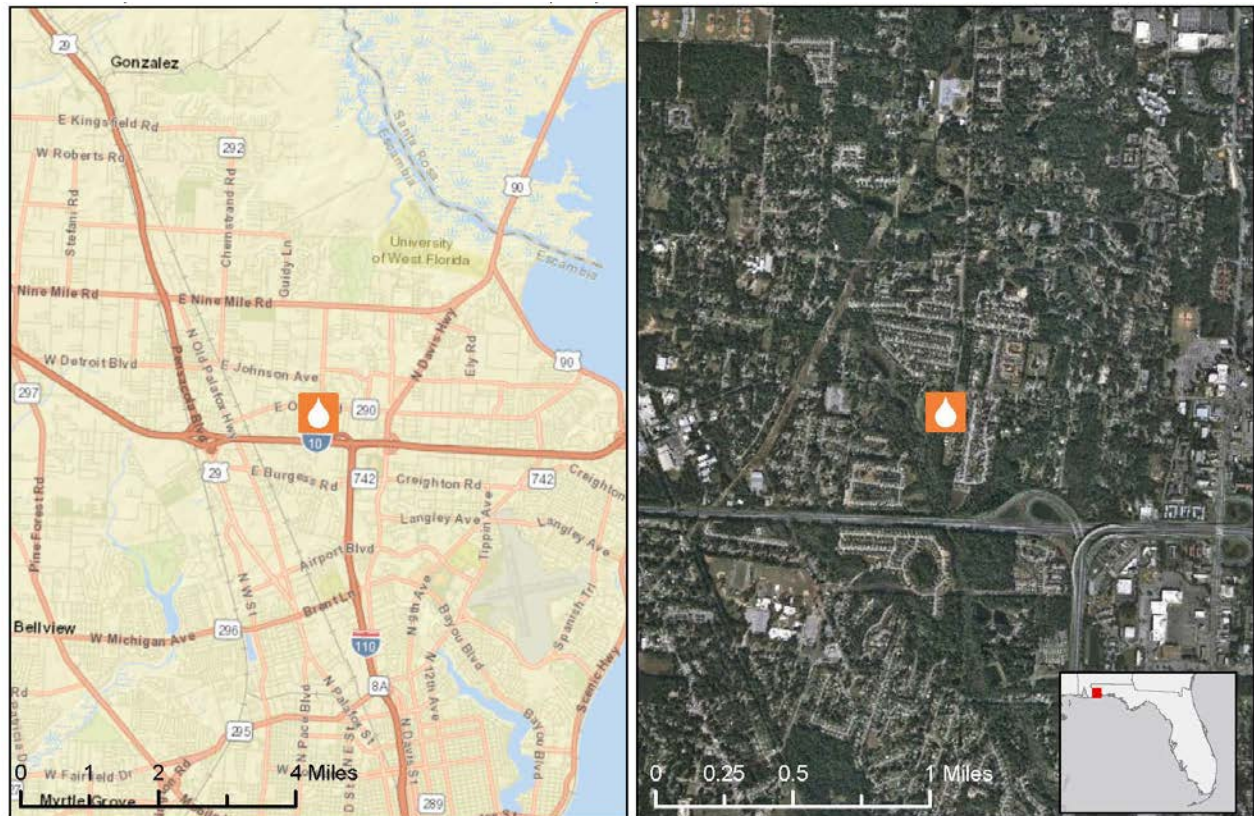 29
Gonzalez
E Kingsfield Rd
W Roberts Rd
292
Stefani Rd
Chemstrand Rd
Guidy Ln
Santa Rosa
Escambia
90
University
of West Florida
Escambia
Nine Mile Rd
E Nine Mile Rd
N Davis Hwy
Ely Rd
N Old Palafox Hwy
W Detroit Blvd
E Johnson Ave
90
297
Pensacola Blvd
290
10
29
E Burgess Rd
742
Creighton Rd
742
Creighton
Langley Ave
Langley Ave
Tippin Ave
Pine Forest Rd
Airport Blvd
N W St
Brent Ln
N 9th Ave
Bayou Blvd
Spanish Trl
Bellview
W Michigan Ave
296
110
N 12th Ave
Scenic Hwy
8A
N Palafox St
N Pace Blvd
295
N Davis St
Bayou Blvd
W Fairfield Dr
289
Myrtle Grove
0 1 2 4 Miles
0 0.25 0.5 1 Miles